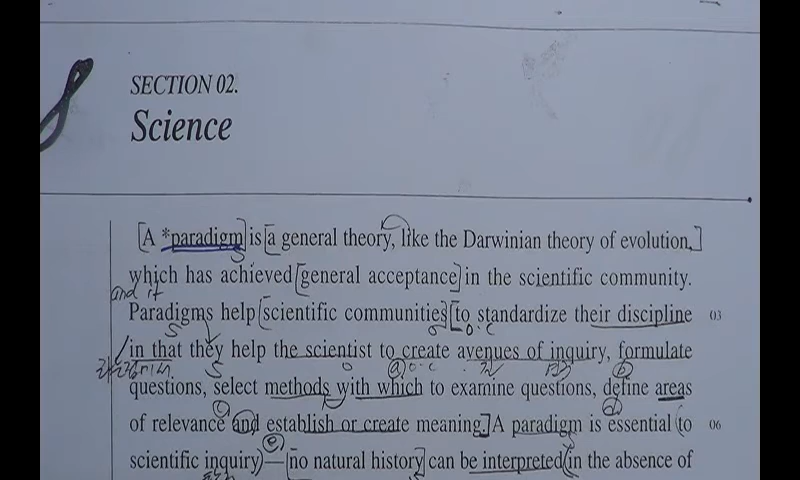 SECTION 02.
Science
A *paradigm is a general theory, like the Darwinian theory of evolution,
which has achieved general acceptance in the scientific community.
and it
Paradigms help scientific communities to standardize their discipline 03
S O O.C
in that they help the scientist to create avenues of inquiry, formulate
S O ⓐ O.C ⓑ
questions, select methods with which to examine questions, define areas
ⓒ ⓓ
of relevance and establish or create meaning. A paradigm is essential to 06
ⓔ
scientific inquiry)—no natural history can be interpreted in the absence of